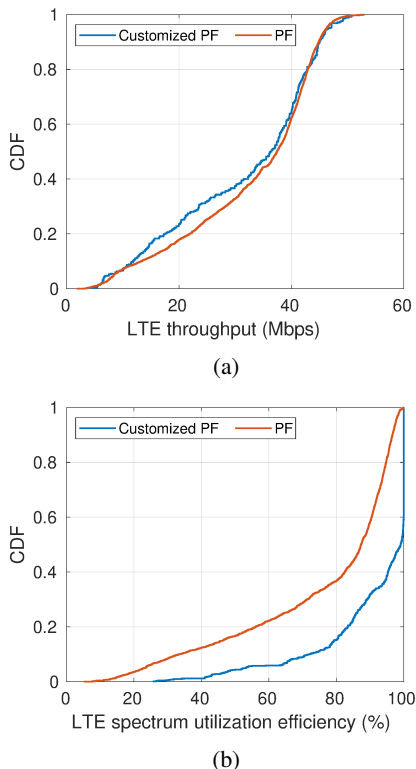 1
Customized PF PF
0.8
0.6
CDF
0.4
0.2
0
0 20 40 60
LTE throughput (Mbps)
(a)
1
Customized PF PF
0.8
0.6
CDF
0.4
0.2
0
0 20 40 60 80 100
LTE spectrum utilization efficiency (%)
(b)